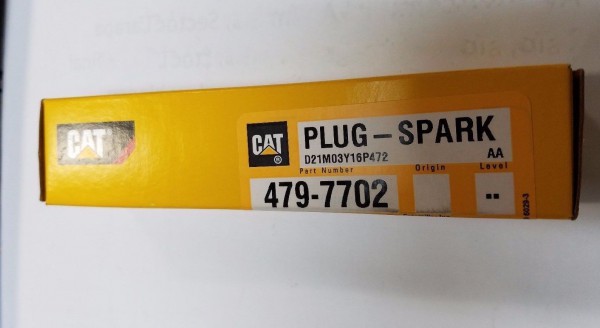 CAT
CAT
®
PLUG-SPARK
D21M03Y16P472
AA
Part Number
Origin
Level
479-7702
--